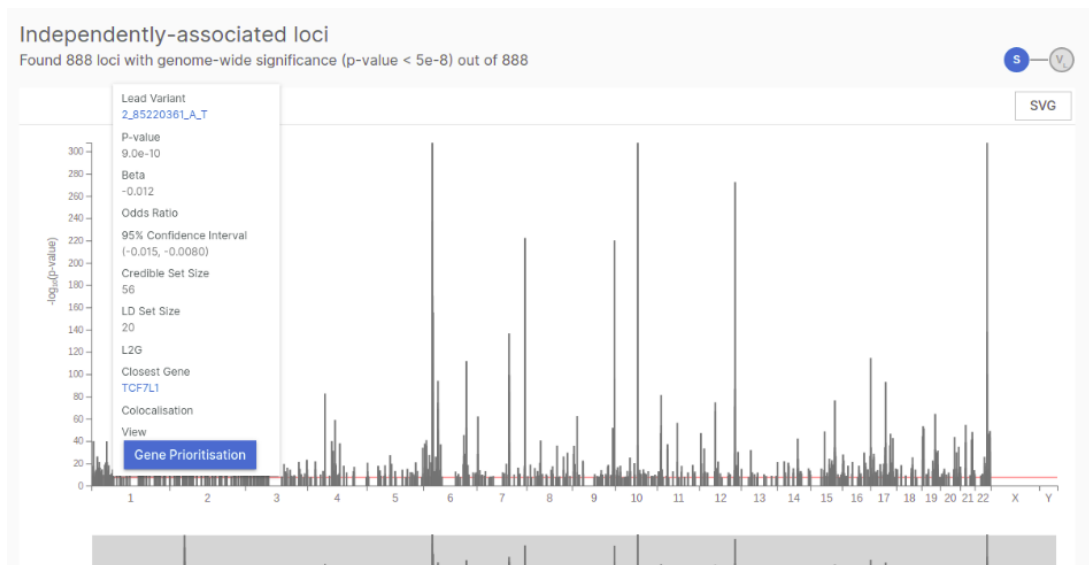 Independently-associated loci
Found 888 loci with genome-wide significance (p-value < 5e-8) out of 888
S
V
L
SVG
Lead Variant
2_85220361_A_T
P-value
9.0e-10
Beta
-0.012
Odds Ratio
95% Confidence Interval
(-0.015, -0.0080)
Credible Set Size
56
LD Set Size
20
L2G
Closest Gene
TCF7L1
Colocalisation
View
Gene Prioritisation
-log₁₀(p-value)
300
280
260
240
220
200
180
160
140
120
100
80
60
40
20
0
1 2 3 4 5 6 7 8 9 10 11 12 13 14 15 16 17 18 19 20 21 22 X Y